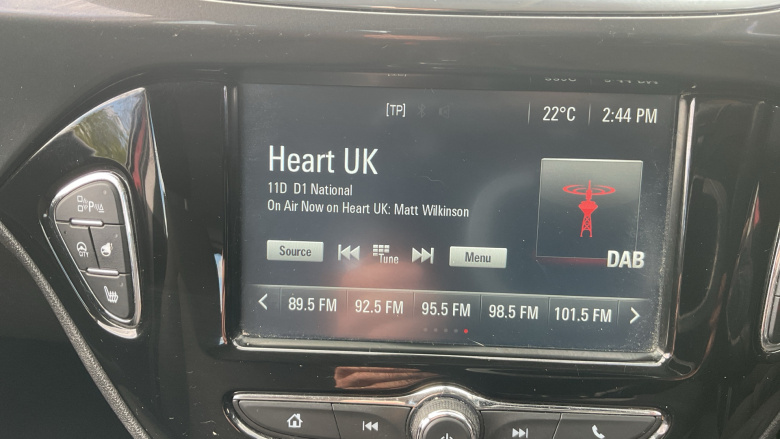 [TP] 22°C 2:44 PM
Heart UK
11D D1 National
On Air Now on Heart UK: Matt Wilkinson
DAB
Source Tune Menu
89.5 FM 92.5 FM 95.5 FM 98.5 FM 101.5 FM
P
CITY